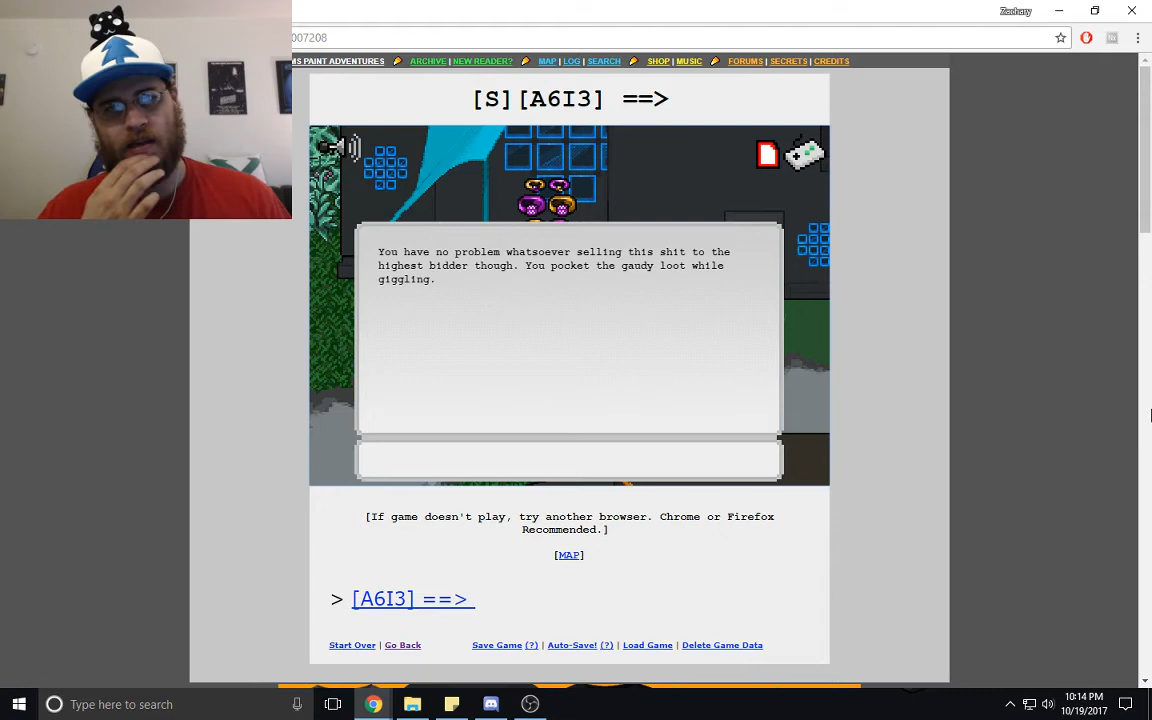 Zachary
007208
MS PAINT ADVENTURES ARCHIVE | NEW READER? MAP | LOG | SEARCH SHOP | MUSIC FORUMS | SECRETS | CREDITS
[S][A6I3] ==>
You have no problem whatsoever selling this shit to the
highest bidder though. You pocket the gaudy loot while
giggling.
[If game doesn't play, try another browser. Chrome or Firefox
Recommended.]
[MAP]
> [A6I3] ==>
Start Over | Go Back Save Game (?) | Auto-Save! (?) | Load Game | Delete Game Data
Type here to search
10:14 PM
10/19/2017